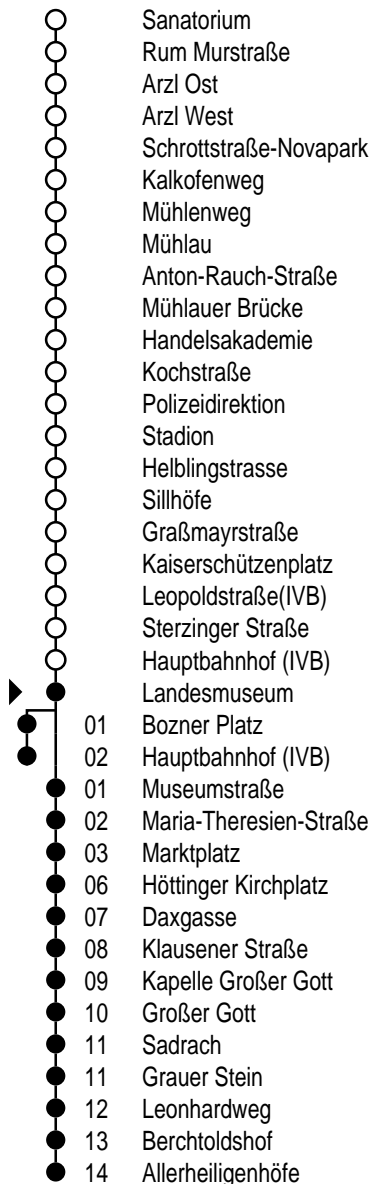 Sanatorium
Rum Murstraße
Arzl Ost
Arzl West
Schrottstraße-Novapark
Kalkofenweg
Mühlenweg
Mühlau
Anton-Rauch-Straße
Mühlauer Brücke
Handelsakademie
Kochstraße
Polizeidirektion
Stadion
Helblingstrasse
Sillhöfe
Graßmayrstraße
Kaiserschützenplatz
Leopoldstraße(IVB)
Sterzinger Straße
Hauptbahnhof (IVB)
Landesmuseum
01 Bozner Platz
02 Hauptbahnhof (IVB)
01 Museumstraße
02 Maria-Theresien-Straße
03 Marktplatz
06 Höttinger Kirchplatz
07 Daxgasse
08 Klausener Straße
09 Kapelle Großer Gott
10 Großer Gott
11 Sadrach
11 Grauer Stein
12 Leonhardweg
13 Berchtoldshof
14 Allerheiligenhöfe